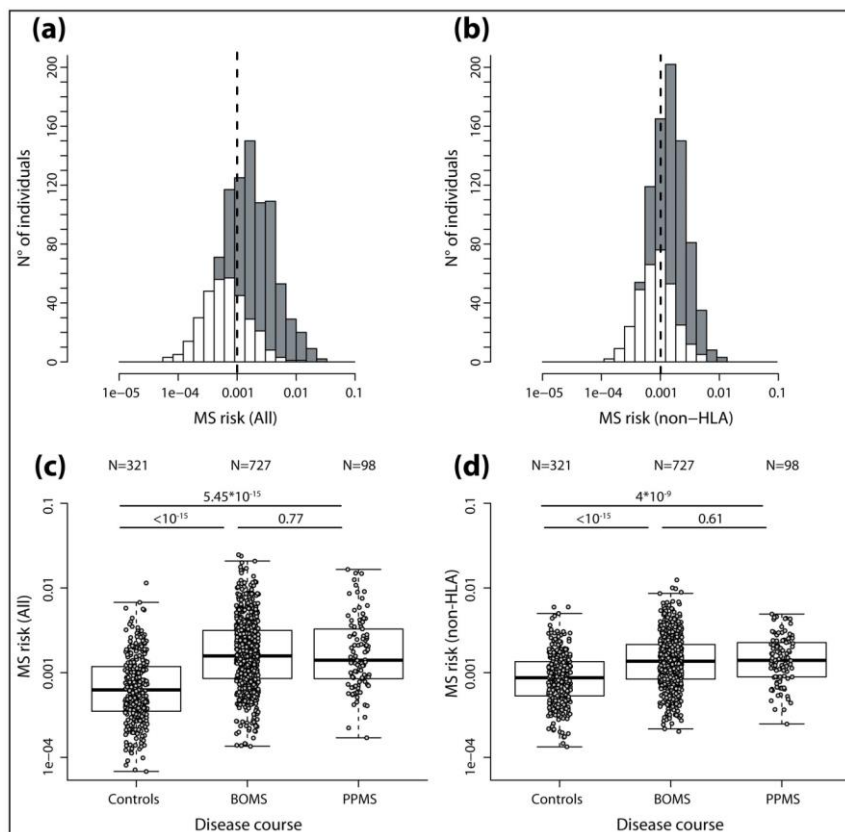 (a)
(b)
200
160
120
80
40
0
N° of individuals
1e−05
1e−04
0.001
0.01
0.1
MS risk (All)
200
160
120
80
40
0
N° of individuals
1e−05
1e−04
0.001
0.01
0.1
MS risk (non−HLA)
(c)
N=321
N=727
N=98
5.45*10⁻¹⁵
<10⁻¹⁵
0.77
0.1
0.01
0.001
1e−04
MS risk (All)
Controls
BOMS
PPMS
Disease course
(d)
N=321
N=727
N=98
4*10⁻⁹
<10⁻¹⁵
0.61
0.1
0.01
0.001
1e−04
MS risk (non-HLA)
Controls
BOMS
PPMS
Disease course